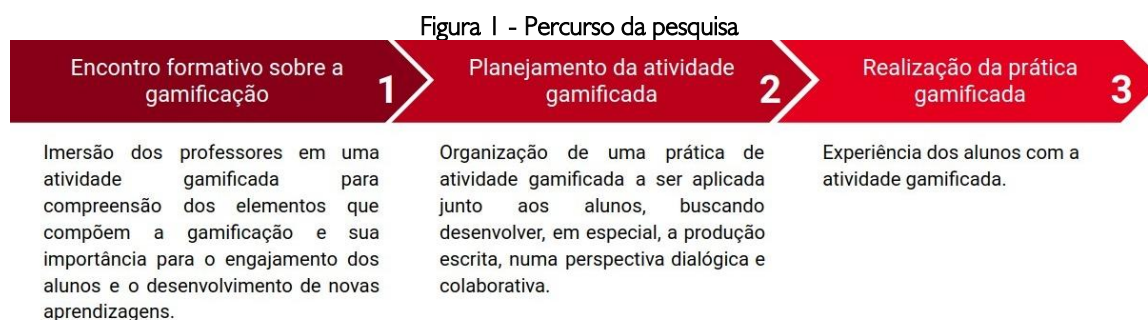 Figura 1 - Percurso da pesquisa
Encontro formativo sobre a
gamificação
1
Planejamento da atividade
gamificada
2
Realização da prática
gamificada
3
Imersão dos professores em uma
atividade gamificada para
compreensão dos elementos que
compõem a gamificação e sua
importância para o engajamento dos
alunos e o desenvolvimento de novas
aprendizagens.
Organização de uma prática de
atividade gamificada a ser aplicada
junto aos alunos, buscando
desenvolver, em especial, a produção
escrita, numa perspectiva dialógica e
colaborativa.
Experiência dos alunos com a
atividade gamificada.